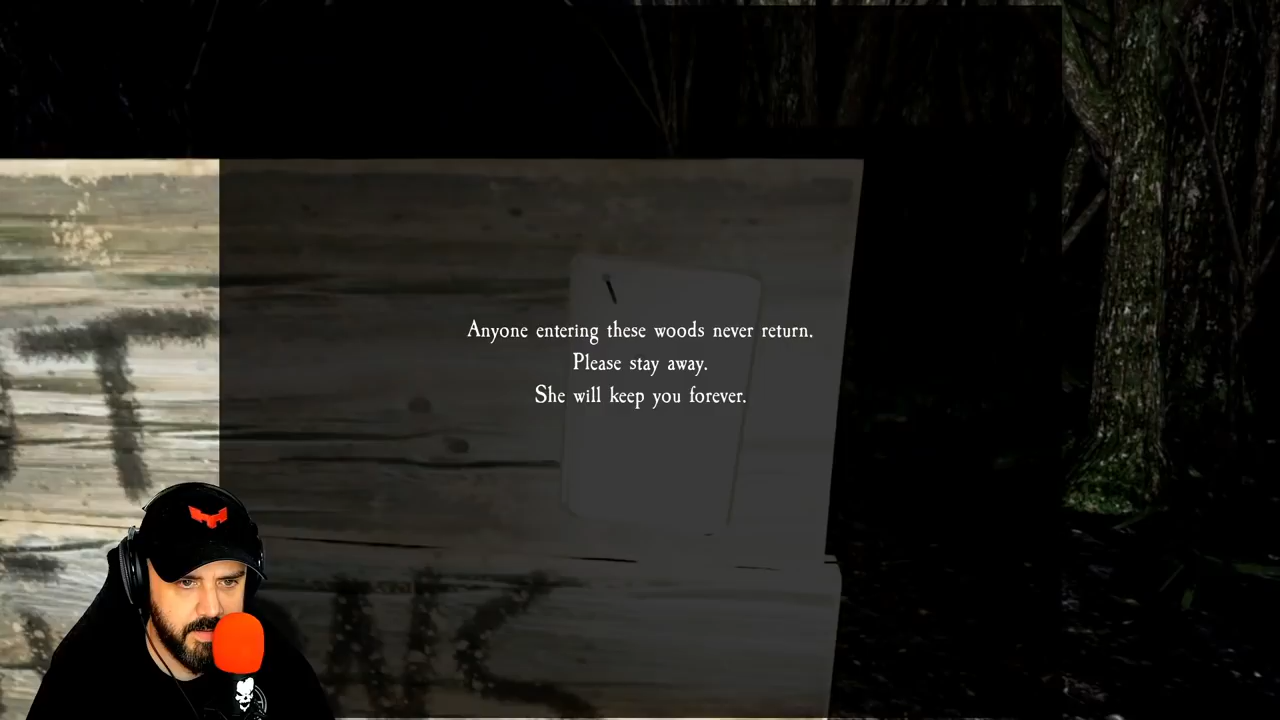 Anyone entering these woods never return.
Please stay away.
She will keep you forever.